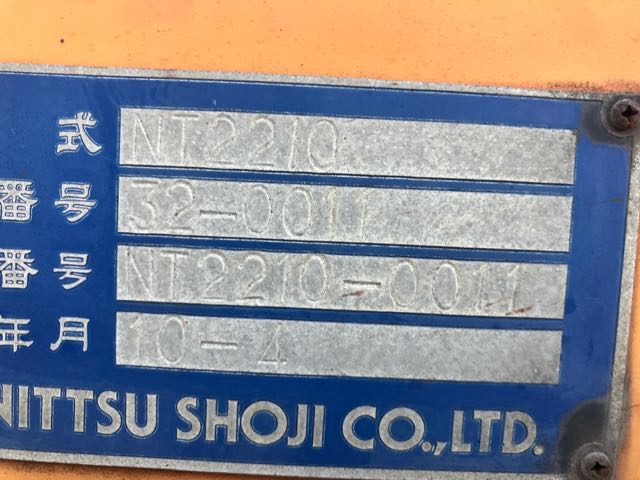 式 NT2210
番号 32-0011
番号 NT2210-0011
年月 10-4
NITTSU SHOJI CO.,LTD.